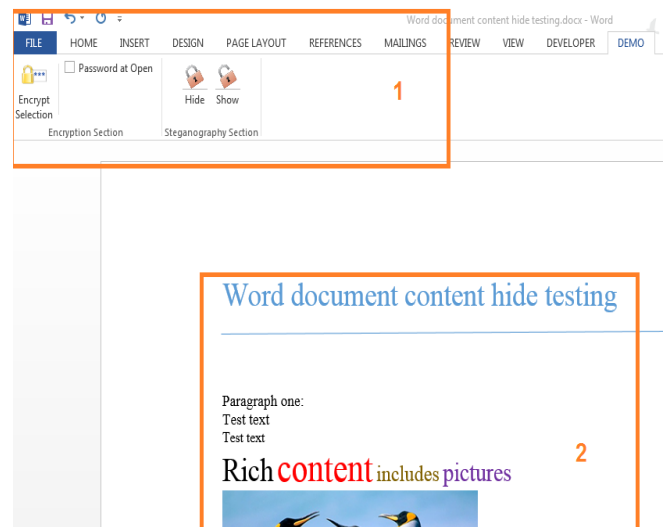 Word document content hide testing.docx - Word
FILE HOME INSERT DESIGN PAGE LAYOUT REFERENCES MAILINGS REVIEW VIEW DEVELOPER DEMO
Password at Open
Encrypt Selection
Hide Show
1
Encryption Section Steganography Section
Word document content hide testing
Paragraph one:
Test text
Test text
2
Rich content includes pictures